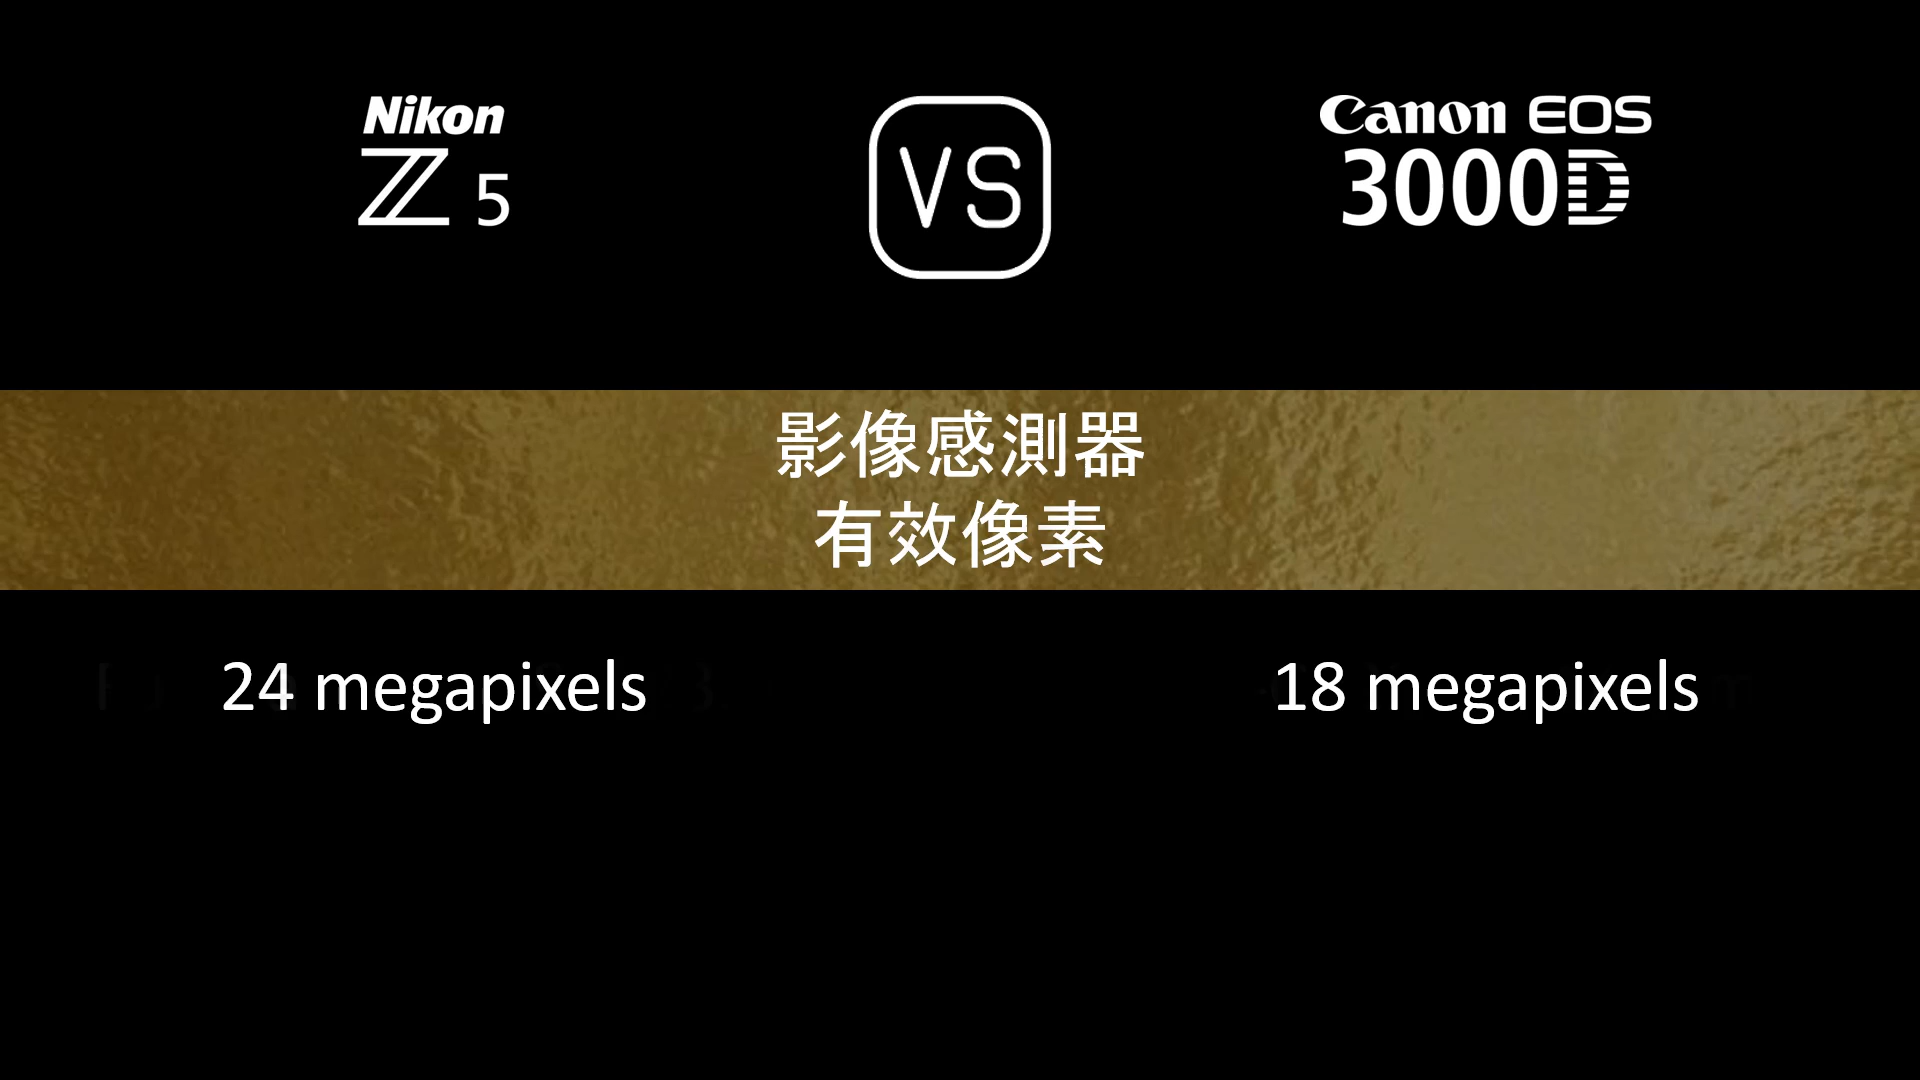 Nikon
Z 5
VS
Canon EOS
3000D
影像感測器
有效像素
24 megapixels
18 megapixels